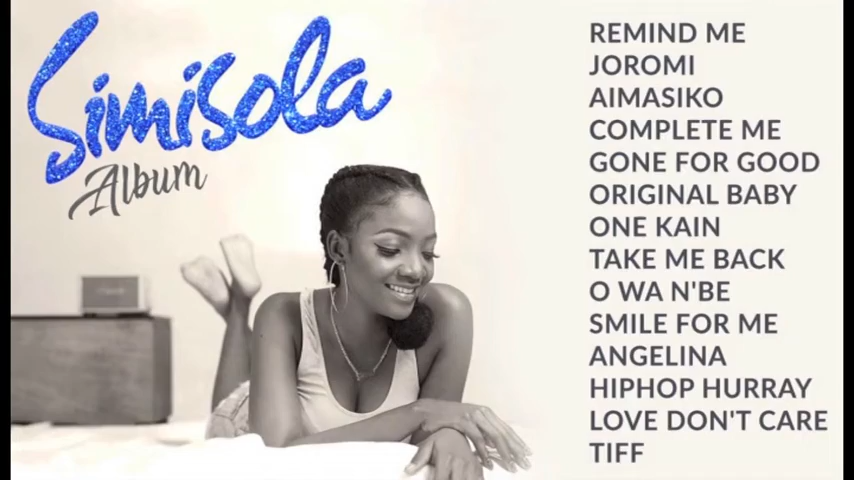 Simisola
Album
REMIND ME
JOROMI
AIMASIKO
COMPLETE ME
GONE FOR GOOD
ORIGINAL BABY
ONE KAIN
TAKE ME BACK
O WA N'BE
SMILE FOR ME
ANGELINA
HIPHOP HURRAY
LOVE DON'T CARE
TIFF